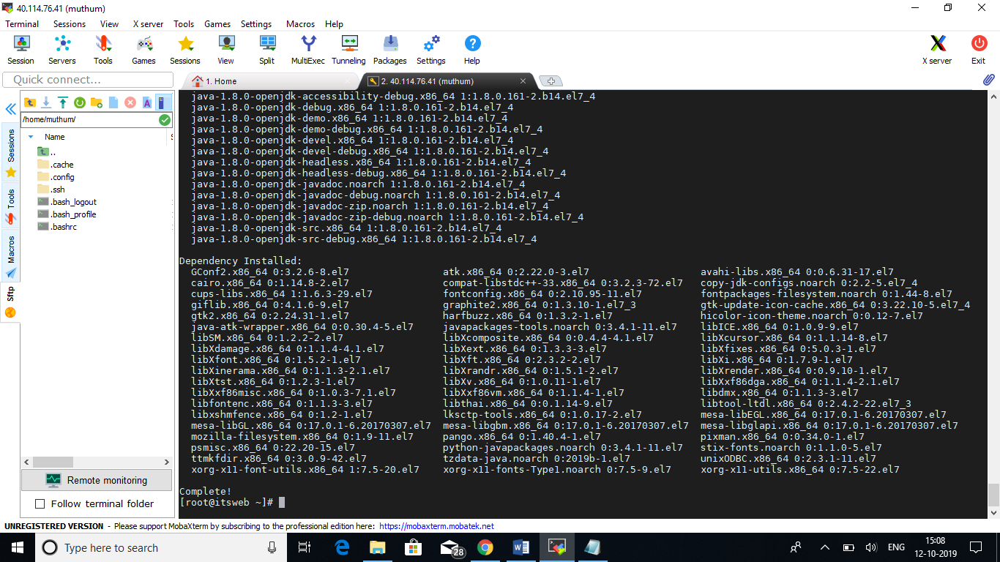 40.114.76.41 (muthum)
Terminal Sessions View X server Tools Games Settings Macros Help
Session Servers Tools Games Sessions View Split MultiExec Tunneling Packages Settings Help X server Exit
Quick connect...
1. Home
2. 40.114.76.41 (muthum)
/home/muthum/
Name
..
.cache
.config
.ssh
.bash_logout
.bash_profile
.bashrc
Sessions
Tools
Macros
Sftp
Remote monitoring
Follow terminal folder
java-1.8.0-openjdk-accessibility-debug.x86_64 1:1.8.0.161-2.b14.el7_4
java-1.8.0-openjdk-debug.x86_64 1:1.8.0.161-2.b14.el7_4
java-1.8.0-openjdk-demo.x86_64 1:1.8.0.161-2.b14.el7_4
java-1.8.0-openjdk-demo-debug.x86_64 1:1.8.0.161-2.b14.el7_4
java-1.8.0-openjdk-devel.x86_64 1:1.8.0.161-2.b14.el7_4
java-1.8.0-openjdk-devel-debug.x86_64 1:1.8.0.161-2.b14.el7_4
java-1.8.0-openjdk-headless.x86_64 1:1.8.0.161-2.b14.el7_4
java-1.8.0-openjdk-headless-debug.x86_64 1:1.8.0.161-2.b14.el7_4
java-1.8.0-openjdk-javadoc.noarch 1:1.8.0.161-2.b14.el7_4
java-1.8.0-openjdk-javadoc-debug.noarch 1:1.8.0.161-2.b14.el7_4
java-1.8.0-openjdk-javadoc-zip.noarch 1:1.8.0.161-2.b14.el7_4
java-1.8.0-openjdk-javadoc-zip-debug.noarch 1:1.8.0.161-2.b14.el7_4
java-1.8.0-openjdk-src.x86_64 1:1.8.0.161-2.b14.el7_4
java-1.8.0-openjdk-src-debug.x86_64 1:1.8.0.161-2.b14.el7_4
Dependency Installed:
GConf2.x86_64 0:3.2.6-8.el7 atk.x86_64 0:2.22.0-3.el7 avahi-libs.x86_64 0:0.6.31-17.el7
cairo.x86_64 0:1.14.8-2.el7 compat-libstdc++-33.x86_64 0:3.2.3-72.el7 copy-jdk-configs.noarch 0:2.2-5.el7_4
cups-libs.x86_64 1:1.6.3-29.el7 fontconfig.x86_64 0:2.10.95-11.el7 fontpackages-filesystem.noarch 0:1.44-8.el7
giflib.x86_64 0:4.1.6-9.el7 graphite2.x86_64 0:1.3.10-1.el7_3 gtk-update-icon-cache.x86_64 0:3.22.10-5.el7_4
gtk2.x86_64 0:2.24.31-1.el7 harfbuzz.x86_64 0:1.3.2-1.el7 hicolor-icon-theme.noarch 0:0.12-7.el7
java-atk-wrapper.x86_64 0:0.30.4-5.el7 javapackages-tools.noarch 0:3.4.1-11.el7 libICE.x86_64 0:1.0.9-9.el7
libSM.x86_64 0:1.2.2-2.el7 libXcomposite.x86_64 0:0.4.4-4.1.el7 libXcursor.x86_64 0:1.1.14-8.el7
libXdamage.x86_64 0:1.1.4-4.1.el7 libXext.x86_64 0:1.3.3-3.el7 libXfixes.x86_64 0:5.0.3-1.el7
libXfont.x86_64 0:1.5.2-1.el7 libXft.x86_64 0:2.3.2-2.el7 libXi.x86_64 0:1.7.9-1.el7
libXinerama.x86_64 0:1.1.3-2.1.el7 libXrandr.x86_64 0:1.5.1-2.el7 libXrender.x86_64 0:0.9.10-1.el7
libXtst.x86_64 0:1.2.3-1.el7 libXv.x86_64 0:1.0.11-1.el7 libXxf86dga.x86_64 0:1.1.4-2.1.el7
libXxf86misc.x86_64 0:1.0.3-7.1.el7 libXxf86vm.x86_64 0:1.1.4-1.el7 libdmx.x86_64 0:1.1.3-3.el7
libfontenc.x86_64 0:1.1.3-3.el7 libthai.x86_64 0:0.1.14-9.el7 libtool-ltdl.x86_64 0:2.4.2-22.el7_3
libxshmfence.x86_64 0:1.2-1.el7 lksctp-tools.x86_64 0:1.0.17-2.el7 mesa-libEGL.x86_64 0:17.0.1-6.20170307.el7
mesa-libGL.x86_64 0:17.0.1-6.20170307.el7 mesa-libgbm.x86_64 0:17.0.1-6.20170307.el7 mesa-libglapi.x86_64 0:17.0.1-6.20170307.el7
mozilla-filesystem.x86_64 0:1.9-11.el7 pango.x86_64 0:1.40.4-1.el7 pixman.x86_64 0:0.34.0-1.el7
psmisc.x86_64 0:22.20-15.el7 python-javapackages.noarch 0:3.4.1-11.el7 stix-fonts.noarch 0:1.1.0-5.el7
ttmkfdir.x86_64 0:3.0.9-42.el7 tzdata-java.noarch 0:2019b-1.el7 unixODBC.x86_64 0:2.3.1-11.el7
xorg-x11-font-utils.x86_64 1:7.5-20.el7 xorg-x11-fonts-Type1.noarch 0:7.5-9.el7 xorg-x11-utils.x86_64 0:7.5-22.el7
Complete!
[root@itsweb ~]#
UNREGISTERED VERSION - Please support MobaXterm by subscribing to the professional edition here: https://mobaxterm.mobatek.net
Type here to search
28
ENG
15:08
12-10-2019